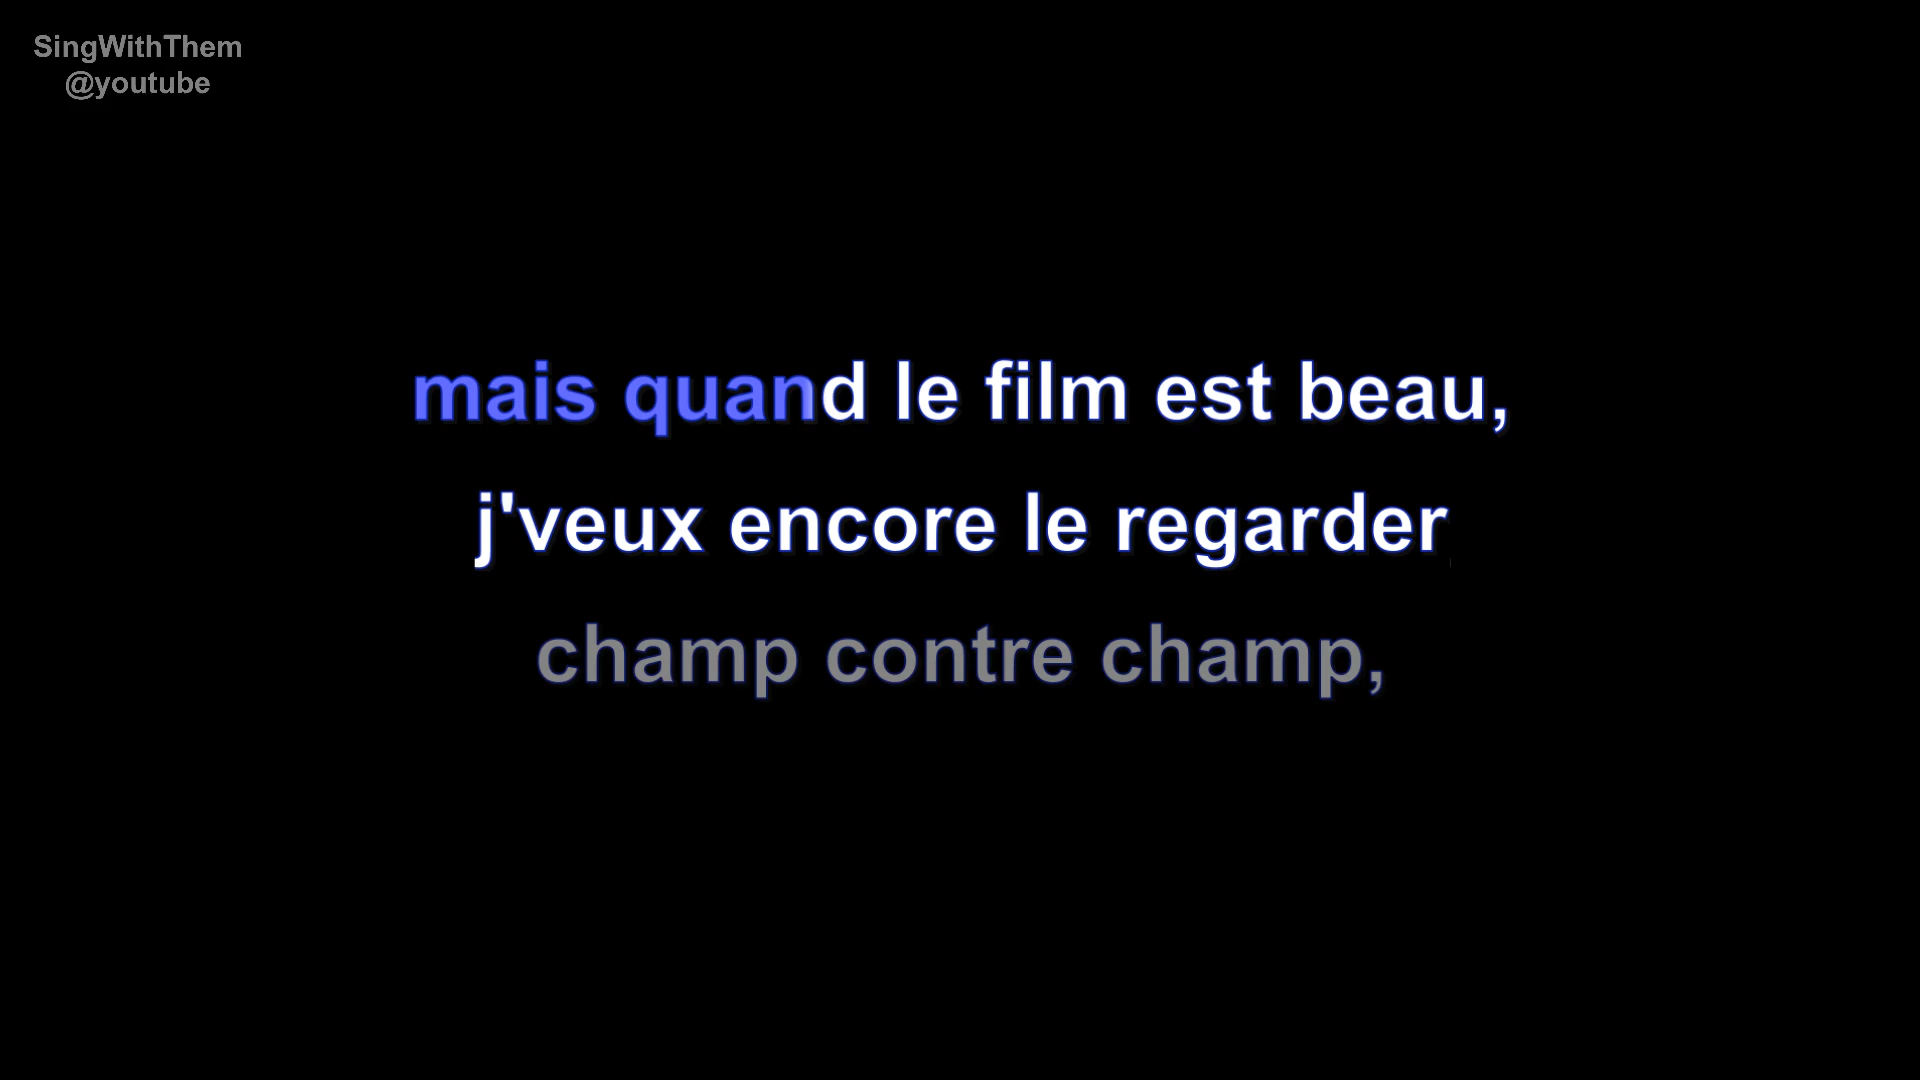 SingWithThem
@youtube
mais quand le film est beau,
j'veux encore le regarder
champ contre champ,